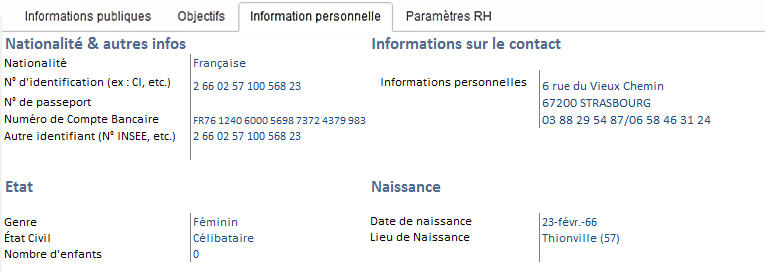 Informations publiques Objectifs Information personnelle Paramètres RH
Nationalité & autres infos
Nationalité Française
N° d'identification (ex : CI, etc.) 2 66 02 57 100 568 23
N° de passeport
Numéro de Compte Bancaire FR76 1240 6000 5698 7372 4379 983
Autre identifiant (N° INSEE, etc.) 2 66 02 57 100 568 23
Informations sur le contact
Informations personnelles 6 rue du Vieux Chemin
67200 STRASBOURG
03 88 29 54 87/06 58 46 31 24
Etat
Genre Féminin
État Civil Célibataire
Nombre d'enfants 0
Naissance
Date de naissance 23-févr.-66
Lieu de Naissance Thionville (57)